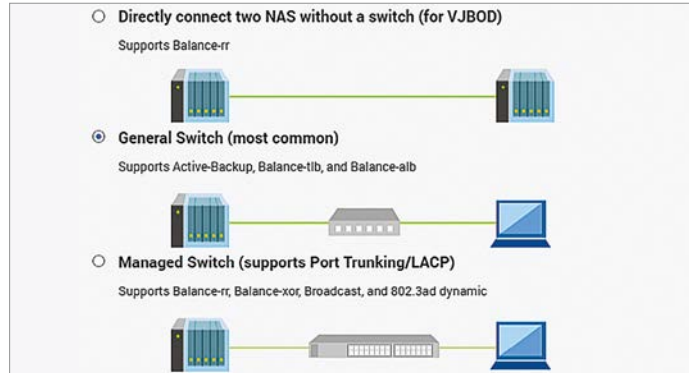 Directly connect two NAS without a switch (for VJBOD)
Supports Balance-rr
General Switch (most common)
Supports Active-Backup, Balance-tlb, and Balance-alb
Managed Switch (supports Port Trunking/LACP)
Supports Balance-rr, Balance-xor, Broadcast, and 802.3ad dynamic